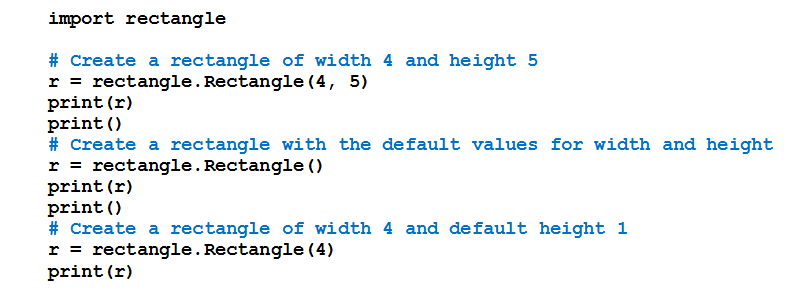 import rectangle
# Create a rectangle of width 4 and height 5
r = rectangle.Rectangle(4, 5)
print(r)
print()
# Create a rectangle with the default values for width and height
r = rectangle.Rectangle()
print(r)
print()
# Create a rectangle of width 4 and default height 1
r = rectangle.Rectangle(4)
print(r)